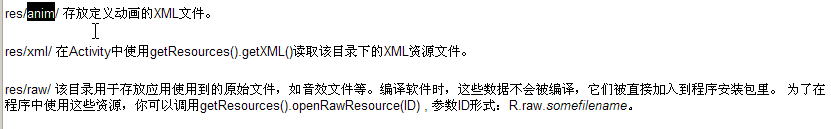 res/anim/ 存放定义动画的XML文件。
res/xml/ 在Activity中使用getResources().getXML()读取该目录下的XML资源文件。
res/raw/ 该目录用于存放应用使用到的原始文件，如音效文件等。编译软件时，这些数据不会被编译，它们被直接加入到程序安装包里。 为了在
程序中使用这些资源，你可以调用getResources().openRawResource(ID) , 参数ID形式：R.raw.somefilename。